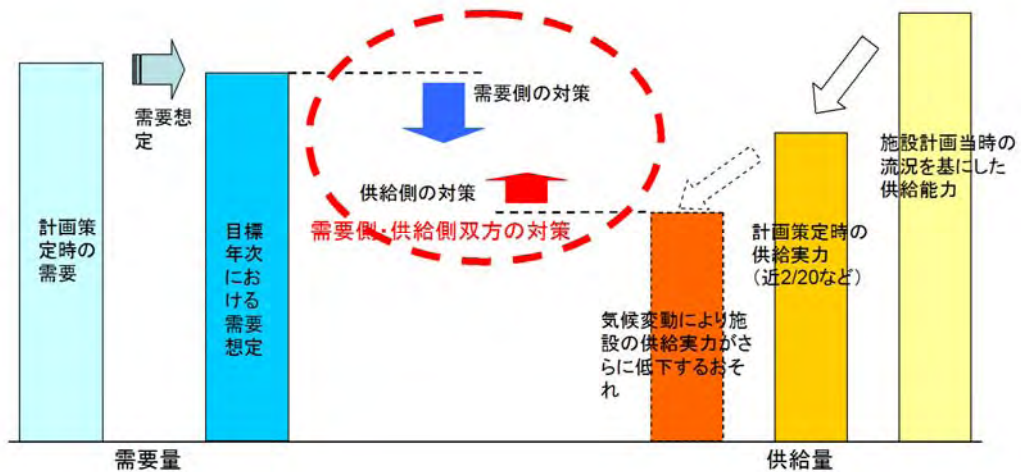 需要想
定
計画策
定時の
需要
目標
年次
にお
ける
需要
想定
需要側の対策
供給側の対策
需要側・供給側双方の対策
気候変動により施
設の供給実力がさ
らに低下するおそ
れ
計画策定時の
供給実力
（近2/20など）
施設計画当時の
流況を基にした
供給能力
需要量
供給量